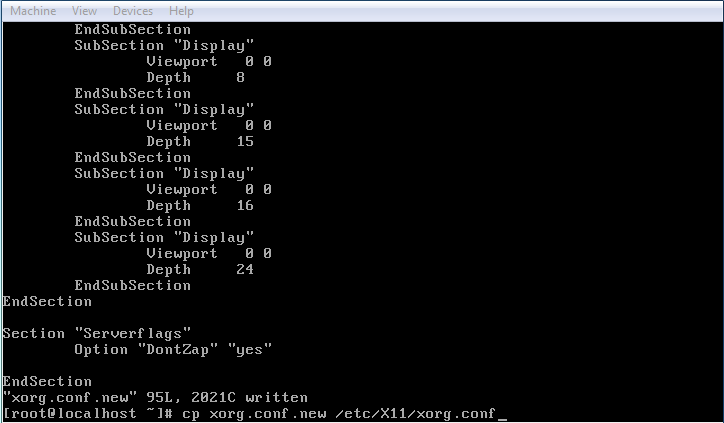 Machine View Devices Help
EndSubSection
SubSection "Display"
Viewport 0 0
Depth 8
EndSubSection
SubSection "Display"
Viewport 0 0
Depth 15
EndSubSection
SubSection "Display"
Viewport 0 0
Depth 16
EndSubSection
SubSection "Display"
Viewport 0 0
Depth 24
EndSubSection
EndSection
Section "Serverflags"
Option "DontZap" "yes"
EndSection
"xorg.conf.new" 95L, 2021C written
[root@localhost ~]# cp xorg.conf.new /etc/X11/xorg.conf_